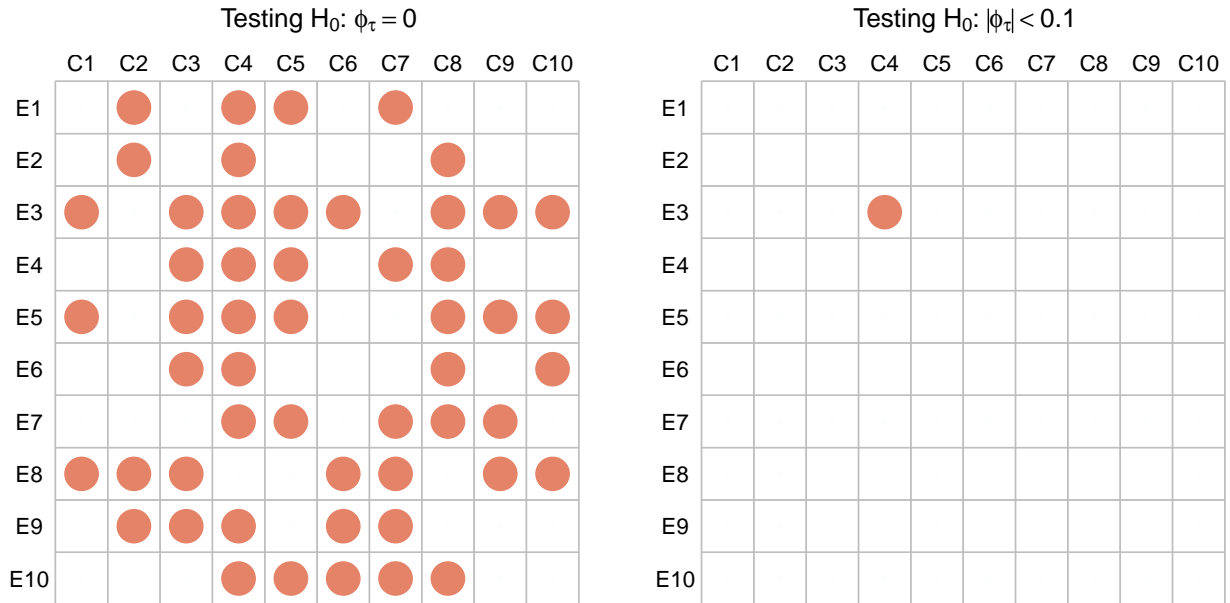 Testing H₀: ϕτ = 0
C1 C2 C3 C4 C5 C6 C7 C8 C9 C10
E1
E2
E3
E4
E5
E6
E7
E8
E9
E10
Testing H₀: |ϕτ| < 0.1
C1 C2 C3 C4 C5 C6 C7 C8 C9 C10
E1
E2
E3
E4
E5
E6
E7
E8
E9
E10